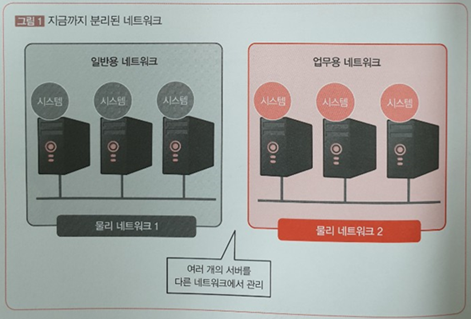 그림 1 지금까지 분리된 네트워크
일반용 네트워크
업무용 네트워크
시스템 시스템 시스템
시스템 시스템 시스템
물리 네트워크 1
물리 네트워크 2
여러 개의 서버를
다른 네트워크에서 관리